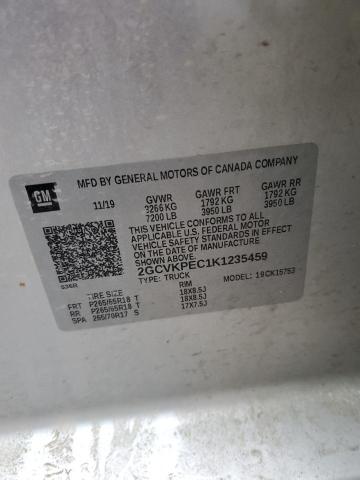 GM
MFD BY GENERAL MOTORS OF CANADA COMPANY
11/19 GVWR GAWR FRT GAWR RR
3266 KG 1792 KG 1792 KG
7200 LB 3950 LB 3950 LB
THIS VEHICLE CONFORMS TO ALL
APPLICABLE U.S. FEDERAL MOTOR
VEHICLE SAFETY STANDARDS IN
EFFECT ON THE DATE OF
MANUFACTURE SHOWN ABOVE.
2GCVKPEC1K1235459
TYPE: TRUCK MODEL: 19CK15753
TIRE SIZE RIM
FRT P265/65R18 T 18X8.5J
RR P265/65R18 T 18X8.5J
SPA 255/70R17 S 17X7.5J